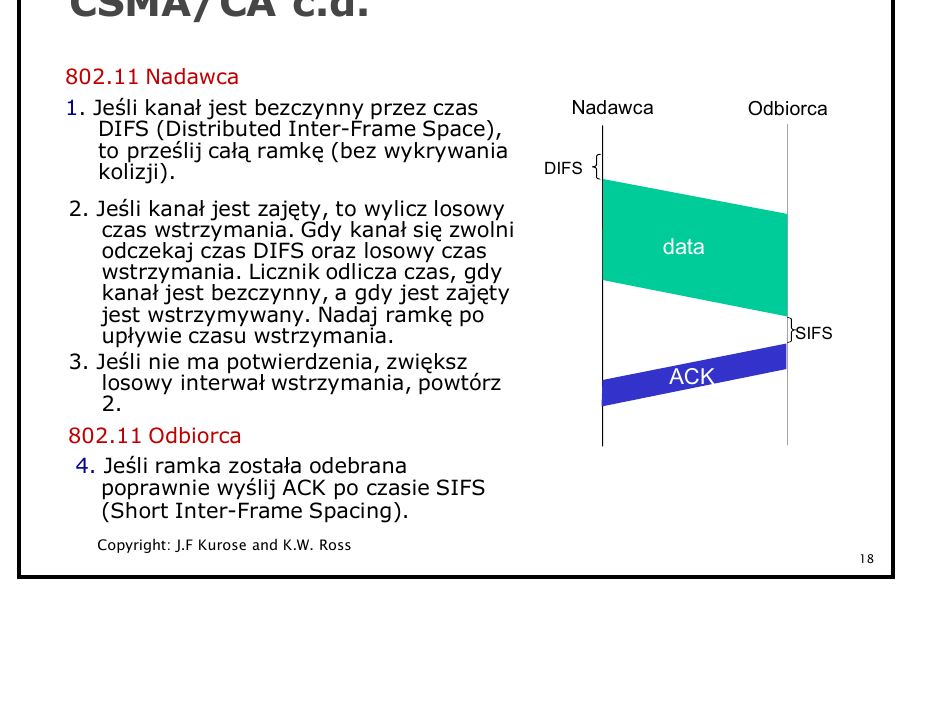 CSMA/CA c.d.
802.11 Nadawca
1. Jeśli kanał jest bezczynny przez czas
DIFS (Distributed Inter-Frame Space),
to prześlij całą ramkę (bez wykrywania
kolizji).
2. Jeśli kanał jest zajęty, to wylicz losowy
czas wstrzymania. Gdy kanał się zwolni
odczekaj czas DIFS oraz losowy czas
wstrzymania. Licznik odlicza czas, gdy
kanał jest bezczynny, a gdy jest zajęty
jest wstrzymywany. Nadaj ramkę po
upływie czasu wstrzymania.
3. Jeśli nie ma potwierdzenia, zwiększ
losowy interwał wstrzymania, powtórz
2.
802.11 Odbiorca
4. Jeśli ramka została odebrana
poprawnie wyślij ACK po czasie SIFS
(Short Inter-Frame Spacing).
Nadawca
Odbiorca
DIFS
data
SIFS
ACK
Copyright: J.F Kurose and K.W. Ross
18